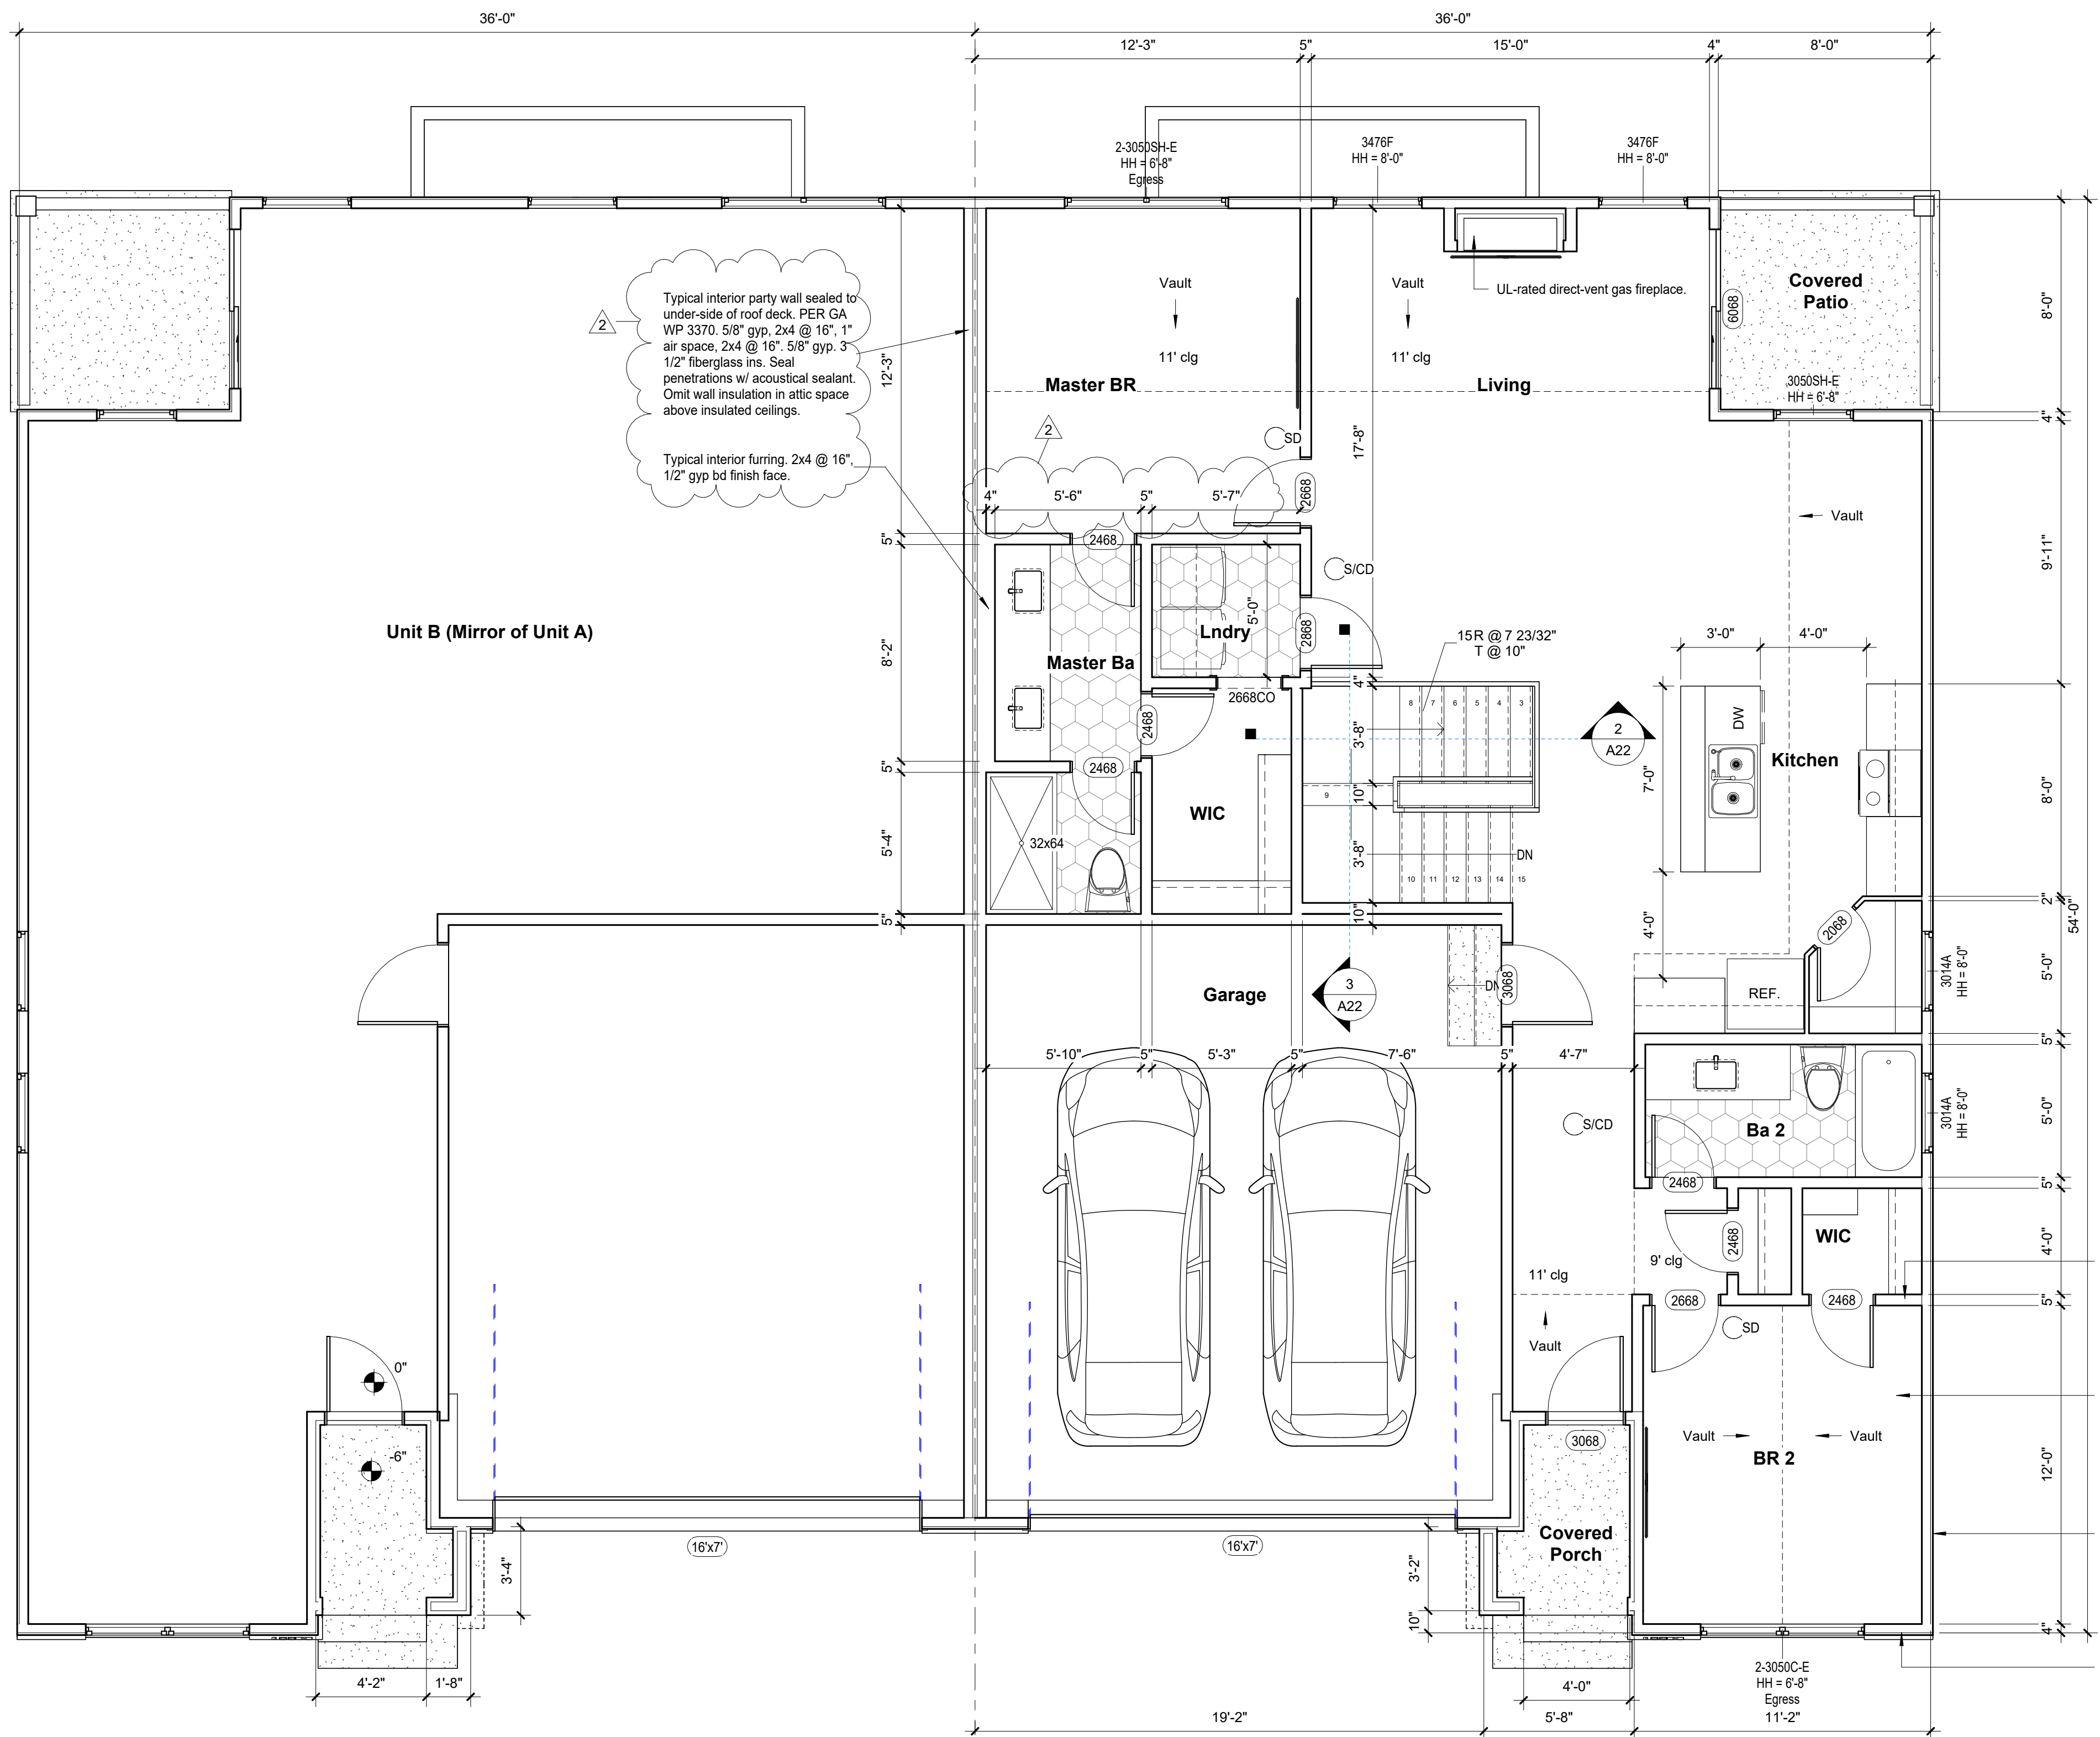 36'-0"
36'-0"
12'-3"
5"
15'-0"
4"
8'-0"
2-3050SH-E
HH = 6'-8"
Egress
3476F
HH = 8'-0"
3476F
HH = 8'-0"
Typical interior party wall sealed to
under-side of roof deck. PER GA
WP 3370. 5/8" gyp, 2x4 @ 16", 1"
air space, 2x4 @ 16". 5/8" gyp. 3
1/2" fiberglass ins. Seal
penetrations w/ acoustical sealant.
Omit wall insulation in attic space
above insulated ceilings.
2
Typical interior furring. 2x4 @ 16",
1/2" gyp bd finish face.
12'-3"
Vault
11' clg
Master BR
Vault
11' clg
Living
UL-rated direct-vent gas fireplace.
Covered
Patio
6068
3050SH-E
HH = 6'-8"
8'-0"
4"
2
SD
17'-8"
4"
5'-6"
5"
5'-7"
2668
Vault
9'-11"
5"
2468
S/CD
Unit B (Mirror of Unit A)
8'-2"
Master Ba
Lndry
5'-0"
2868
15R @ 7 23/32"
T @ 10"
3'-0"
4'-0"
4"
2668CO
2468
8
7
6
5
4
3
3'-8"
2
A22
DW
Kitchen
7'-0"
8'-0"
5"
2468
9
10"
WIC
5'-4"
32x64
3'-8"
DN
10
11
12
13
14
15
10"
5"
2"
54'-0"
2068
4'-0"
3014A
HH = 8'-0"
5'-0"
Garage
3
A22
DN
3068
REF.
5'-10"
5"
5'-3"
5"
7'-6"
5"
4'-7"
5"
S/CD
Ba 2
3014A
HH = 8'-0"
5'-0"
2468
5"
2468
WIC
9' clg
11' clg
4'-0"
2668
2468
5"
SD
Vault
0"
-6"
Vault
Vault
BR 2
3068
12'-0"
16'x7'
16'x7'
Covered
Porch
3'-4"
3'-2"
10"
4"
4'-2"
1'-8"
4'-0"
2-3050C-E
HH = 6'-8"
Egress
19'-2"
5'-8"
11'-2"